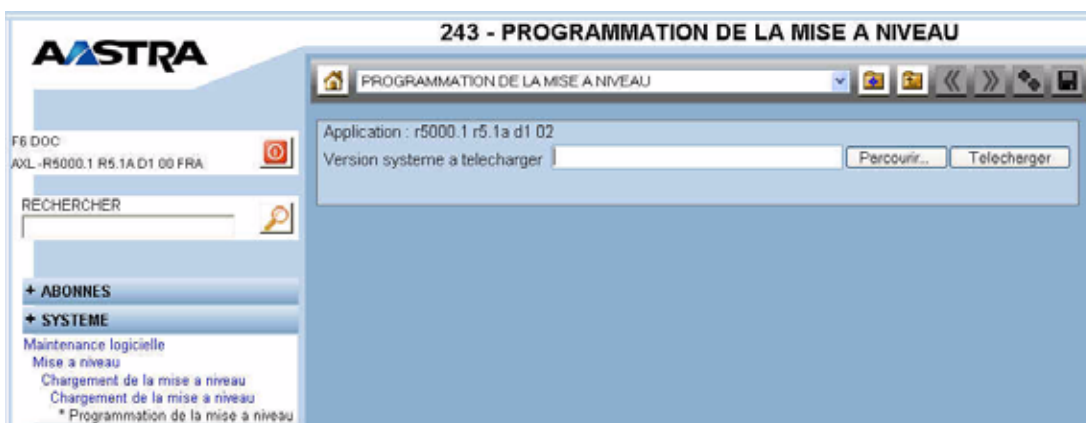 243 - PROGRAMMATION DE LA MISE A NIVEAU
AASTRA
PROGRAMMATION DE LA MISE A NIVEAU
F6 DOC
AXL -R5000.1 R5.1A D1 00 FRA
Application : r5000.1 r5.1a d1 02
Version systeme a telecharger
Percourir...
Telecherger
RECHERCHER
+ ABONNES
+ SYSTEME
Maintenance logicielle
Mise a niveau
Chargement de la mise a niveau
Chargement de la mise a niveau
* Programmation de la mise a niveau